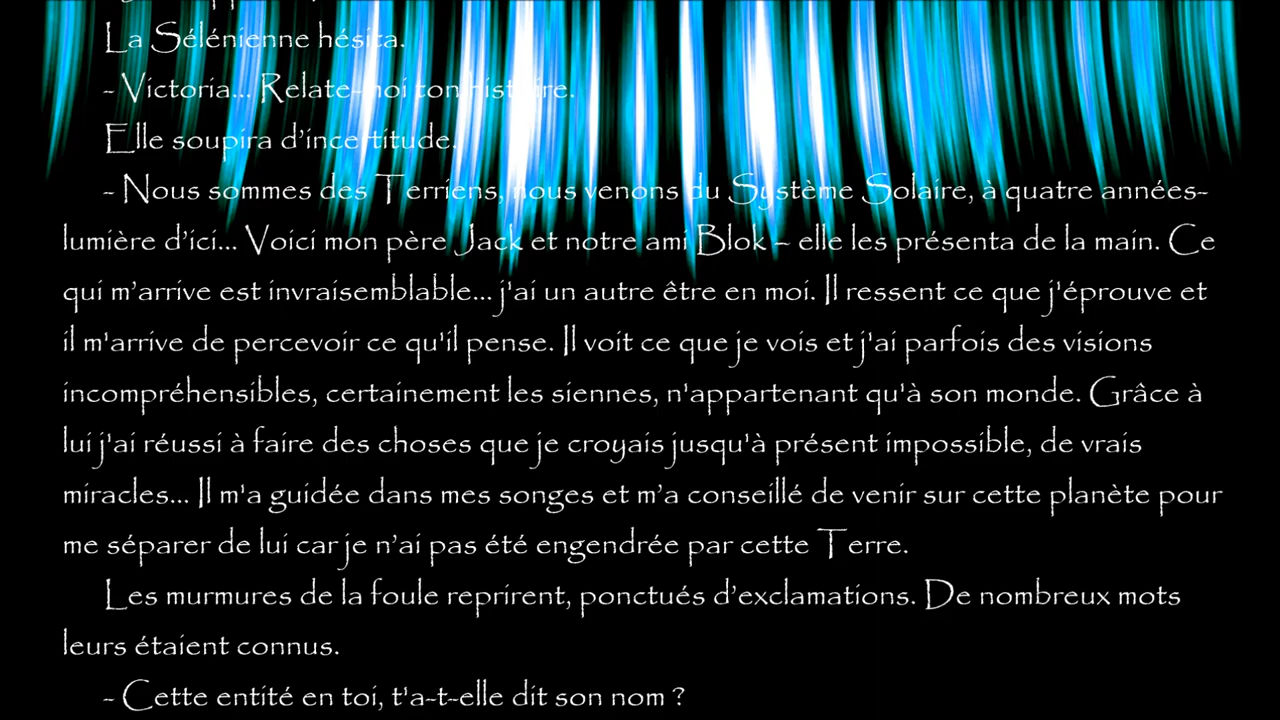 La Sélénienne hésita.
- Victoria... Relate-moi ton histoire.
Elle soupira d’incertitude.
- Nous sommes des Terriens, nous venons du Système Solaire, à quatre années-
lumière d’ici... Voici mon père Jack et notre ami Blok – elle les présenta de la main. Ce
qui m’arrive est invraisemblable... j'ai un autre être en moi. Il ressent ce que j'éprouve et
il m'arrive de percevoir ce qu'il pense. Il voit ce que je vois et j'ai parfois des visions
incompréhensibles, certainement les siennes, n'appartenant qu'à son monde. Grâce à
lui j'ai réussi à faire des choses que je croyais jusqu'à présent impossible, de vrais
miracles... Il m'a guidée dans mes songes et m’a conseillé de venir sur cette planète pour
me séparer de lui car je n’ai pas été engendrée par cette Terre.
Les murmures de la foule reprirent, ponctués d’exclamations. De nombreux mots
leurs étaient connus.
- Cette entité en toi, t'a-t-elle dit son nom ?